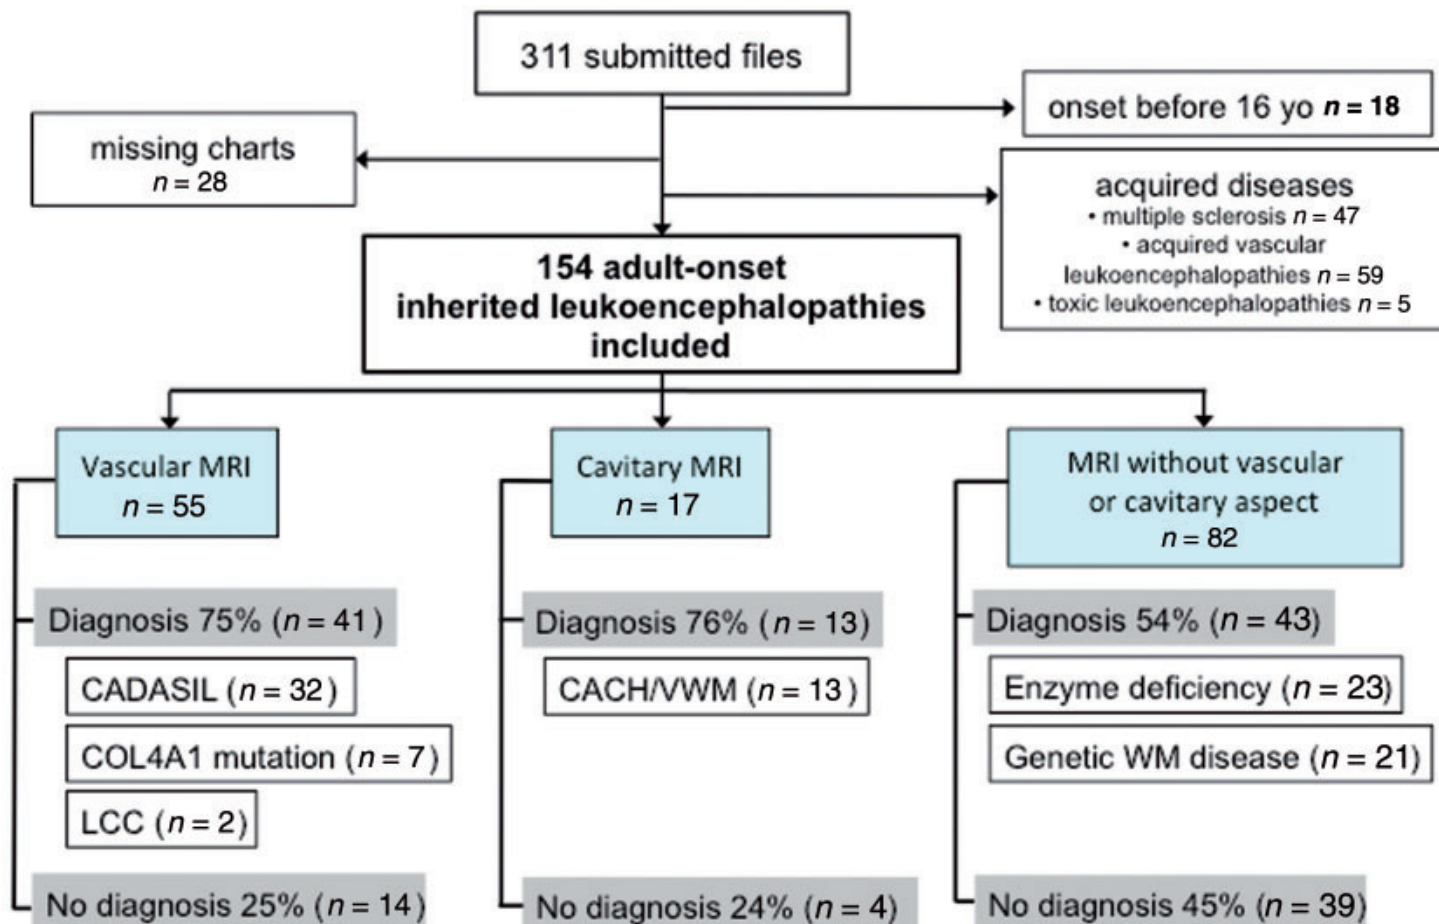 311 submitted files
onset before 16 yo n = 18
missing charts
n = 28
acquired diseases
• multiple sclerosis n = 47
• acquired vascular
leukoencephalopathies n = 59
• toxic leukoencephalopathies n = 5
154 adult-onset
inherited leukoencephalopathies
included
Vascular MRI
n = 55
Diagnosis 75% (n = 41)
CADASIL (n = 32)
COL4A1 mutation (n = 7)
LCC (n = 2)
No diagnosis 25% (n = 14)
Cavitary MRI
n = 17
Diagnosis 76% (n = 13)
CACH/VWM (n = 13)
No diagnosis 24% (n = 4)
MRI without vascular
or cavitary aspect
n = 82
Diagnosis 54% (n = 43)
Enzyme deficiency (n = 23)
Genetic WM disease (n = 21)
No diagnosis 45% (n = 39)